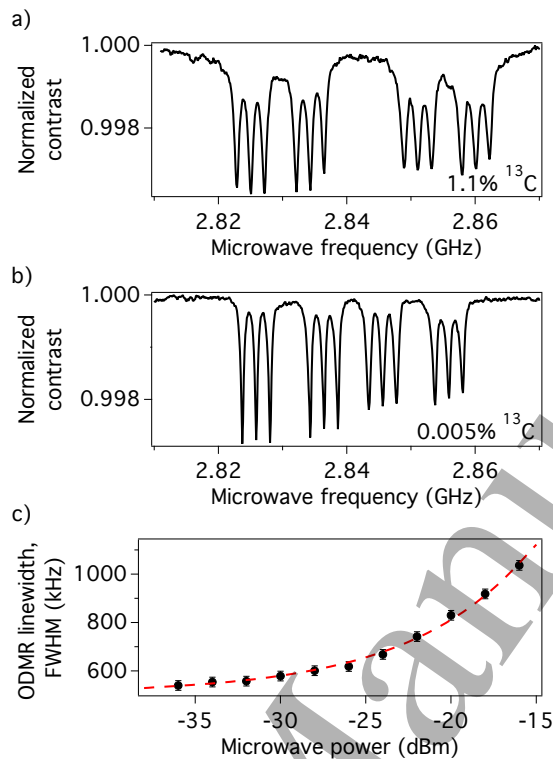 a)
Normalized
contrast
1.000
0.998
1.1% ¹³C
2.82
2.84
2.86
Microwave frequency (GHz)
b)
Normalized
contrast
1.000
0.998
0.005% ¹³C
2.82
2.84
2.86
Microwave frequency (GHz)
c)
ODMR linewidth,
FWHM (kHz)
1000
800
600
-35
-30
-25
-20
-15
Microwave power (dBm)